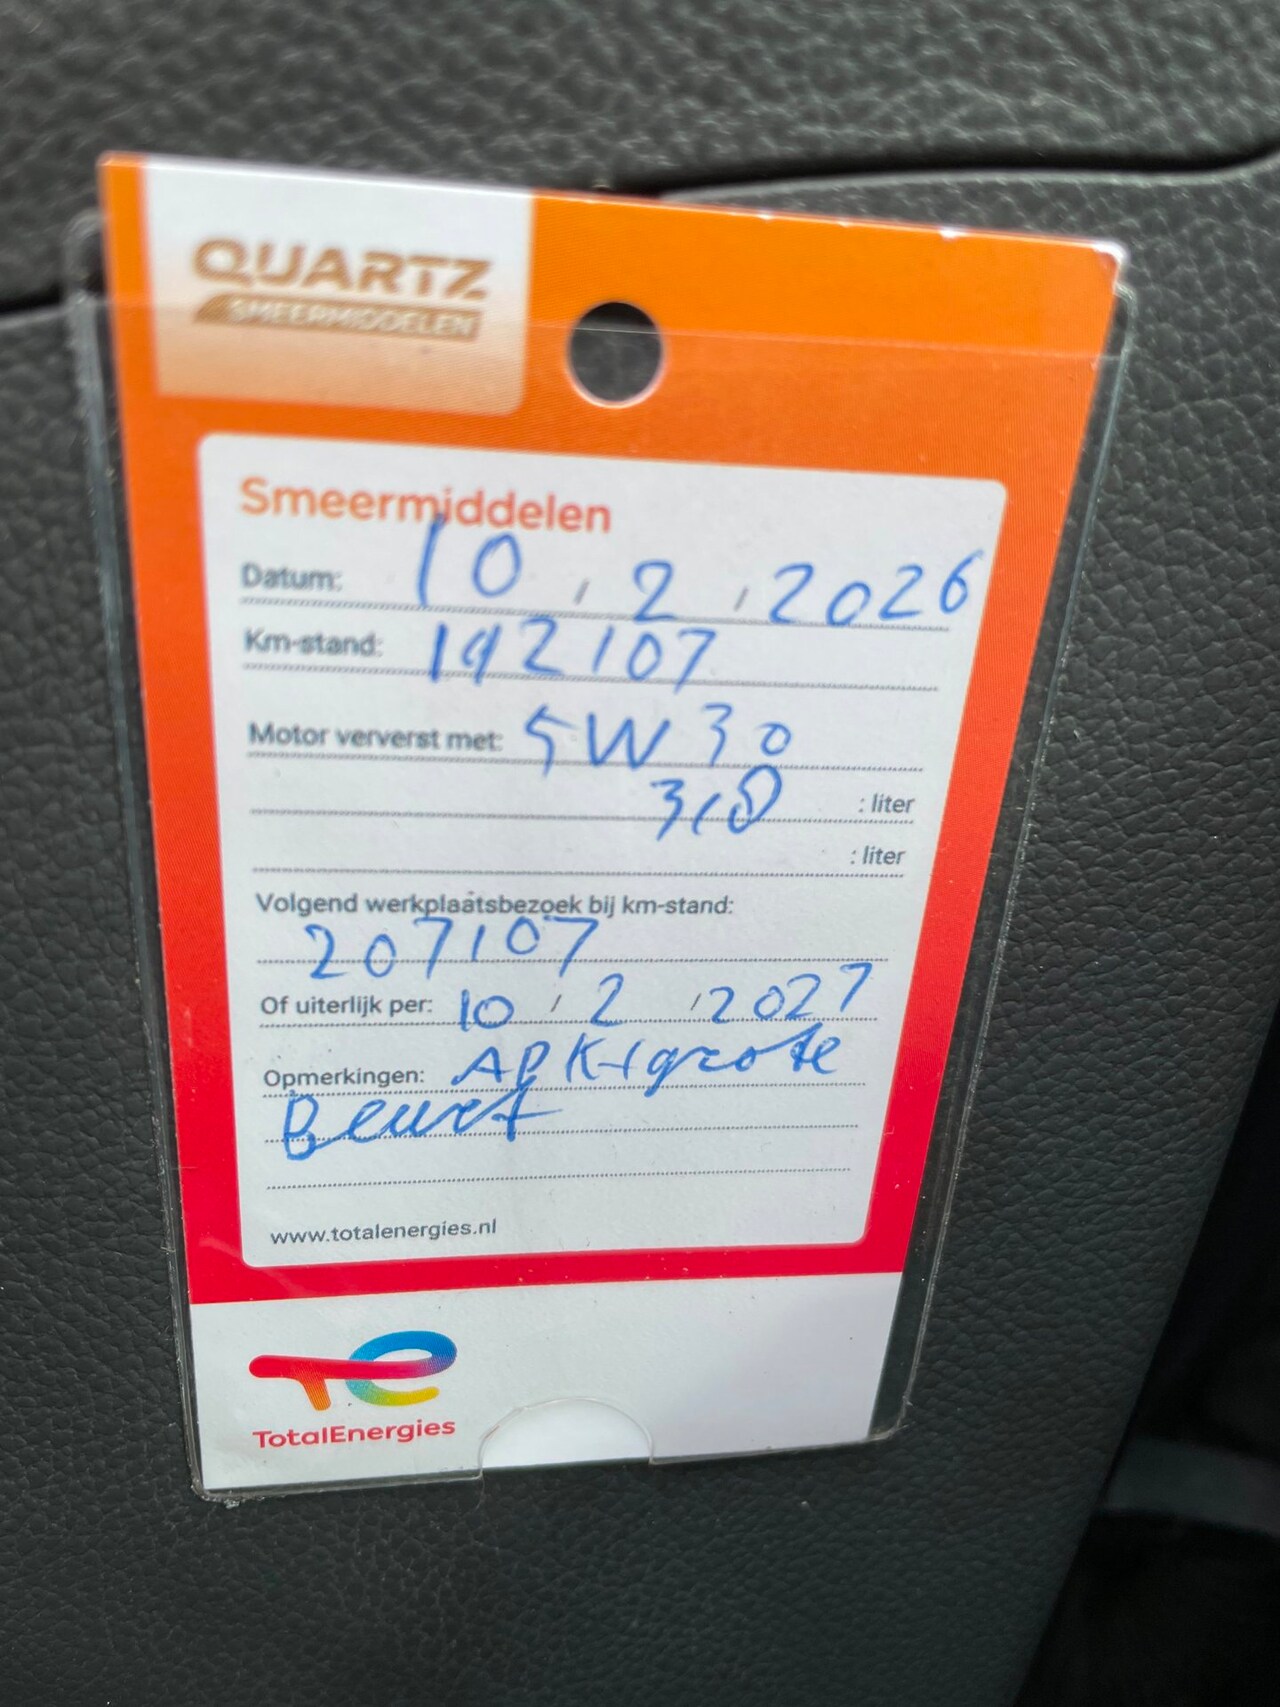 QUARTZ
SMEERMIDDELEN
Smeermiddelen
Datum: 10 , 2 , 2026
Km-stand: 192107
Motor ververst met: 5W30
3,8 : liter
: liter
Volgend werkplaatsbezoek bij km-stand:
207107
Of uiterlijk per: 10 / 2 / 2027
Opmerkingen: APK+grote
Beurt
www.totalenergies.nl
TotalEnergies